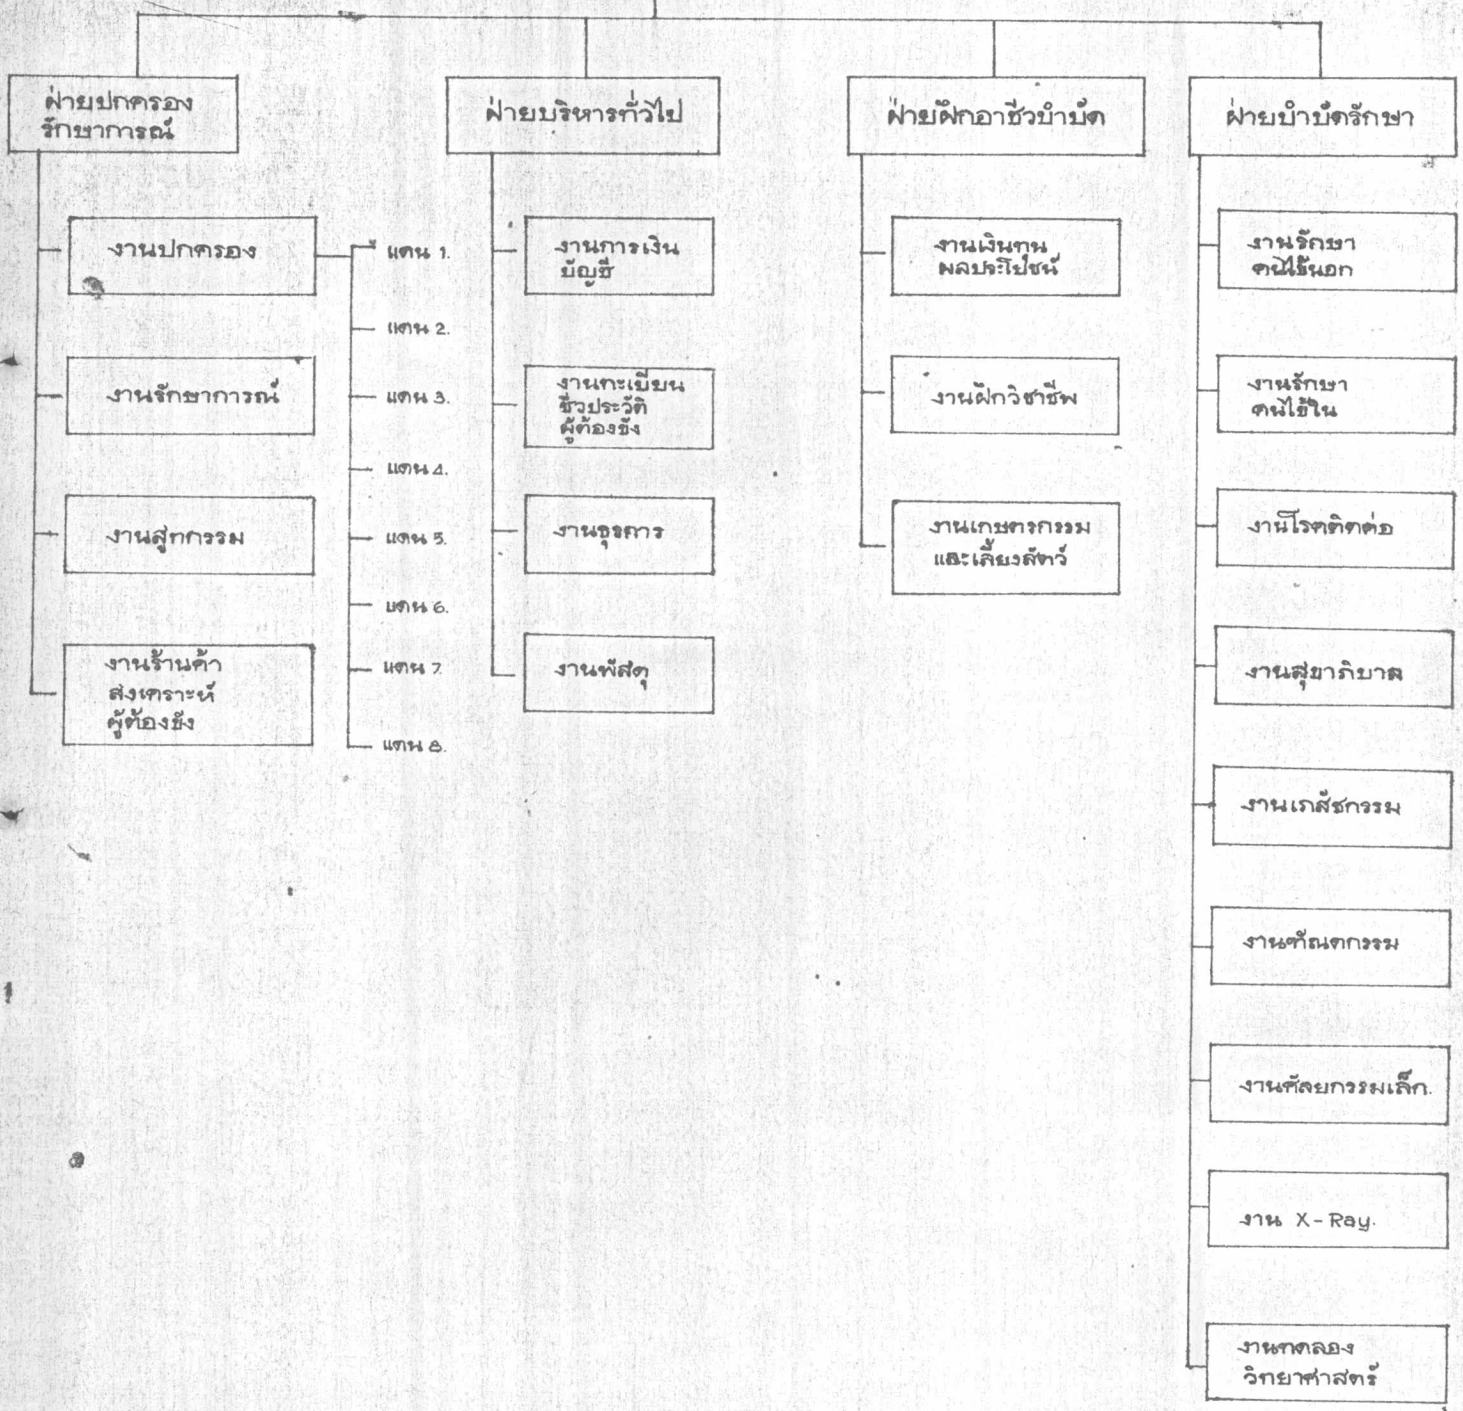 ฝ่ายปกครอง
รักษาการณ์
งานปกครอง
แดน 1.
แดน 2.
แดน 3.
แดน 4.
แดน 5.
แดน 6.
แดน 7.
แดน 8.
งานรักษาการณ์
งานสูทกรรม
งานร้านค้า
สงเคราะห์
ผู้ต้องขัง
ฝ่ายบริหารทั่วไป
งานการเงิน
บัญชี
งานทะเบียน
ชีวประวัติ
ผู้ต้องขัง
งานธุรการ
งานพัสดุ
ฝ่ายฝึกอาชีวบำบัด
งานเงินทุน
ผลประโยชน์
งานฝึกวิชาชีพ
งานเกษตรกรรม
และเลี้ยงสัตว์
ฝ่ายบำบัดรักษา
งานรักษา
คนไข้นอก
งานรักษา
คนไข้ใน
งานโรคติดต่อ
งานสุขาภิบาล
งานเภสัชกรรม
งานทัณตกรรม
งานศัลยกรรมเล็ก.
งาน X-Ray.
งานทดลอง
วิทยาศาสตร์